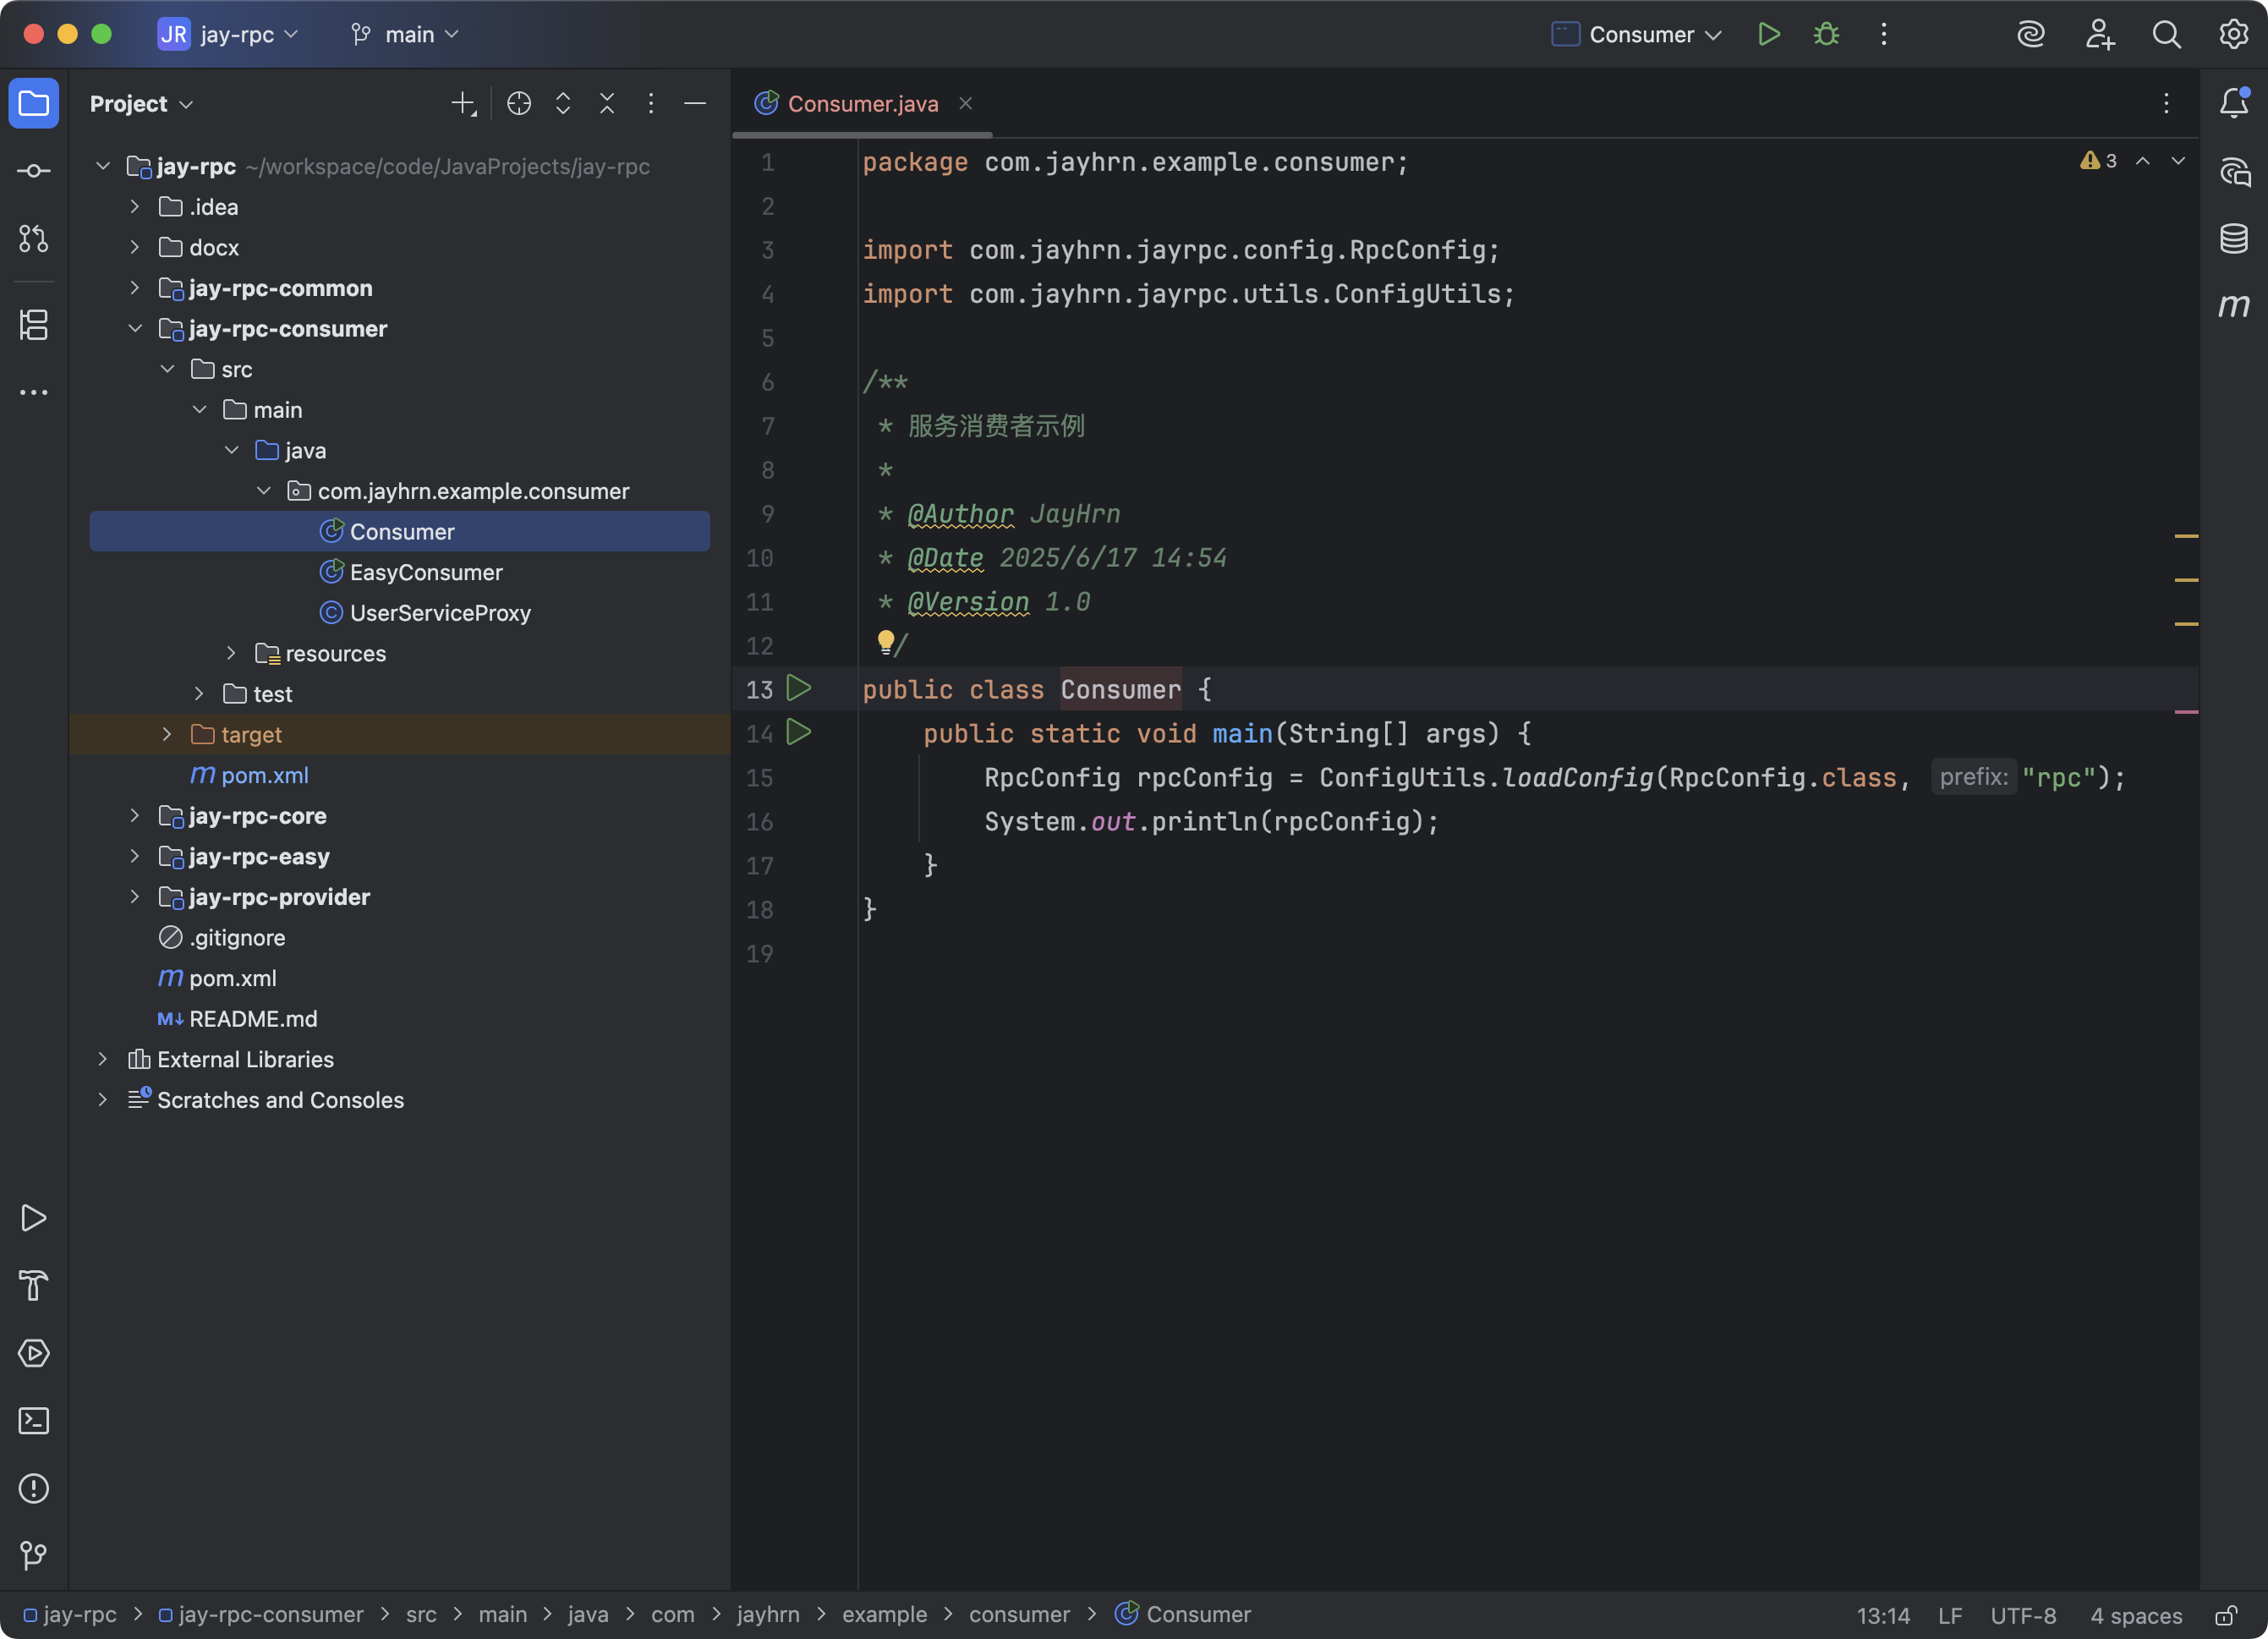 JR jay-rpc main Consumer
Project
jay-rpc ~/workspace/code/JavaProjects/jay-rpc
.idea
docx
jay-rpc-common
jay-rpc-consumer
src
main
java
com.jayhrn.example.consumer
Consumer
EasyConsumer
UserServiceProxy
resources
test
target
m pom.xml
jay-rpc-core
jay-rpc-easy
jay-rpc-provider
.gitignore
m pom.xml
M↓ README.md
External Libraries
Scratches and Consoles
Consumer.java
3
1 package com.jayhrn.example.consumer;
2
3 import com.jayhrn.jayrpc.config.RpcConfig;
4 import com.jayhrn.jayrpc.utils.ConfigUtils;
5
6 /**
7 * 服务消费者示例
8 *
9 * @Author JayHrn
10 * @Date 2025/6/17 14:54
11 * @Version 1.0
12 /
13 public class Consumer {
14 public static void main(String[] args) {
15 RpcConfig rpcConfig = ConfigUtils.loadConfig(RpcConfig.class, prefix: "rpc");
16 System.out.println(rpcConfig);
17 }
18 }
19
m
jay-rpc > jay-rpc-consumer > src > main > java > com > jayhrn > example > consumer > Consumer
13:14 LF UTF-8 4 spaces